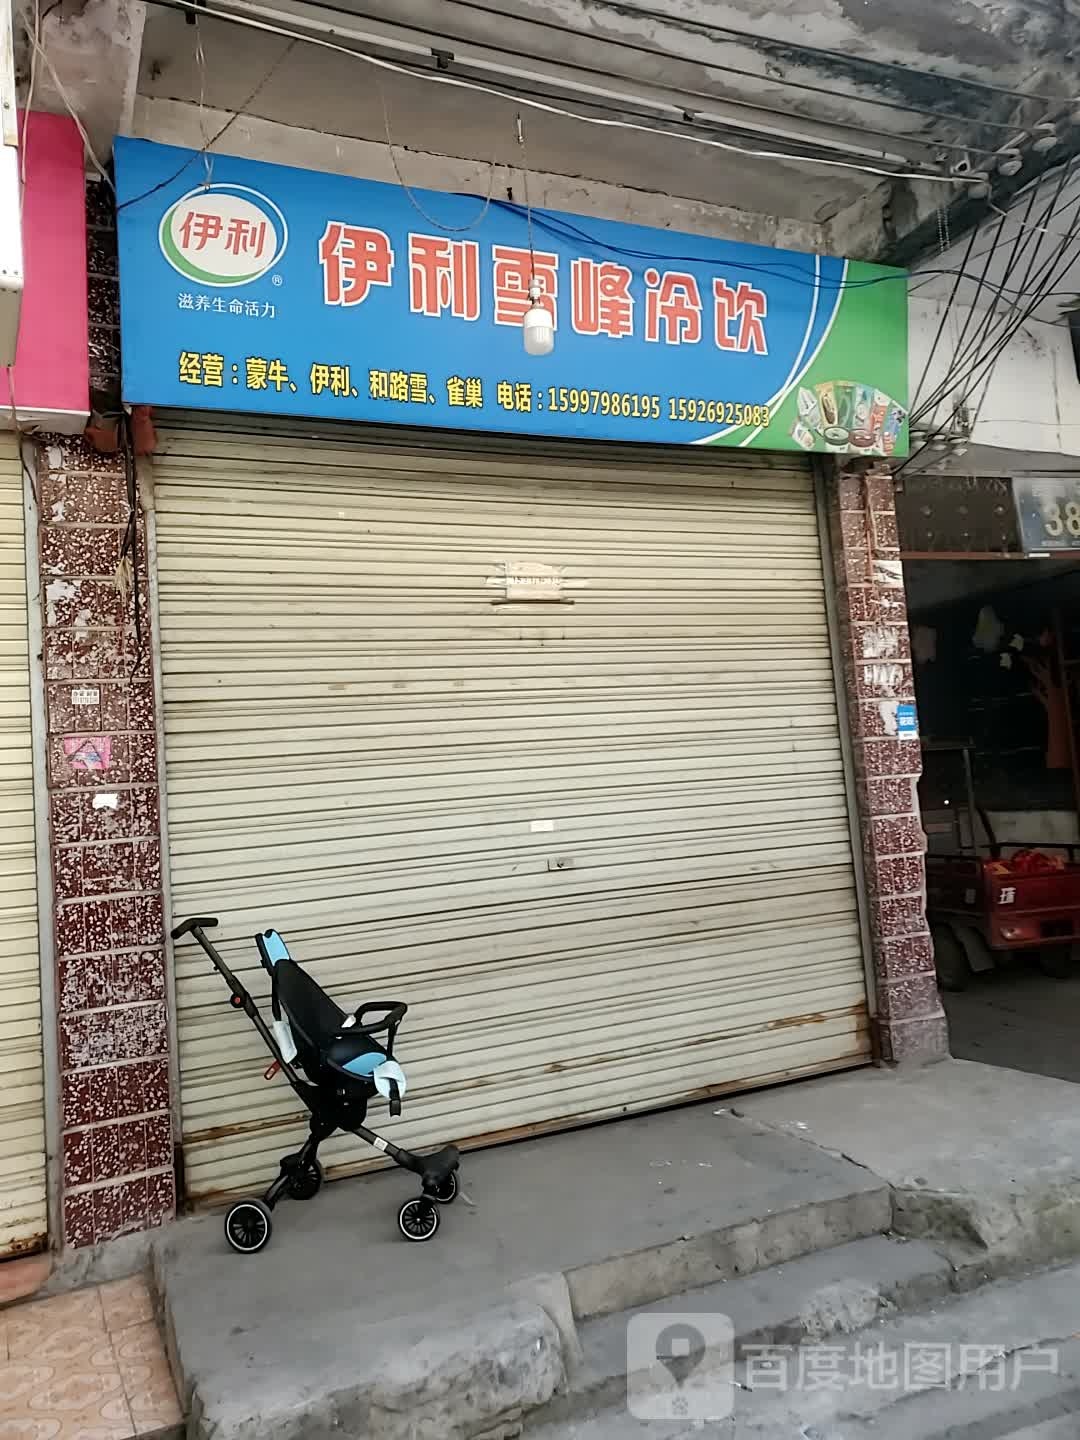 伊利®
滋养生命活力
伊利雪峰冷饮
经营：蒙牛、伊利、和路雪、雀巢 电话：15997986195 15926925083
38
百度地图用户